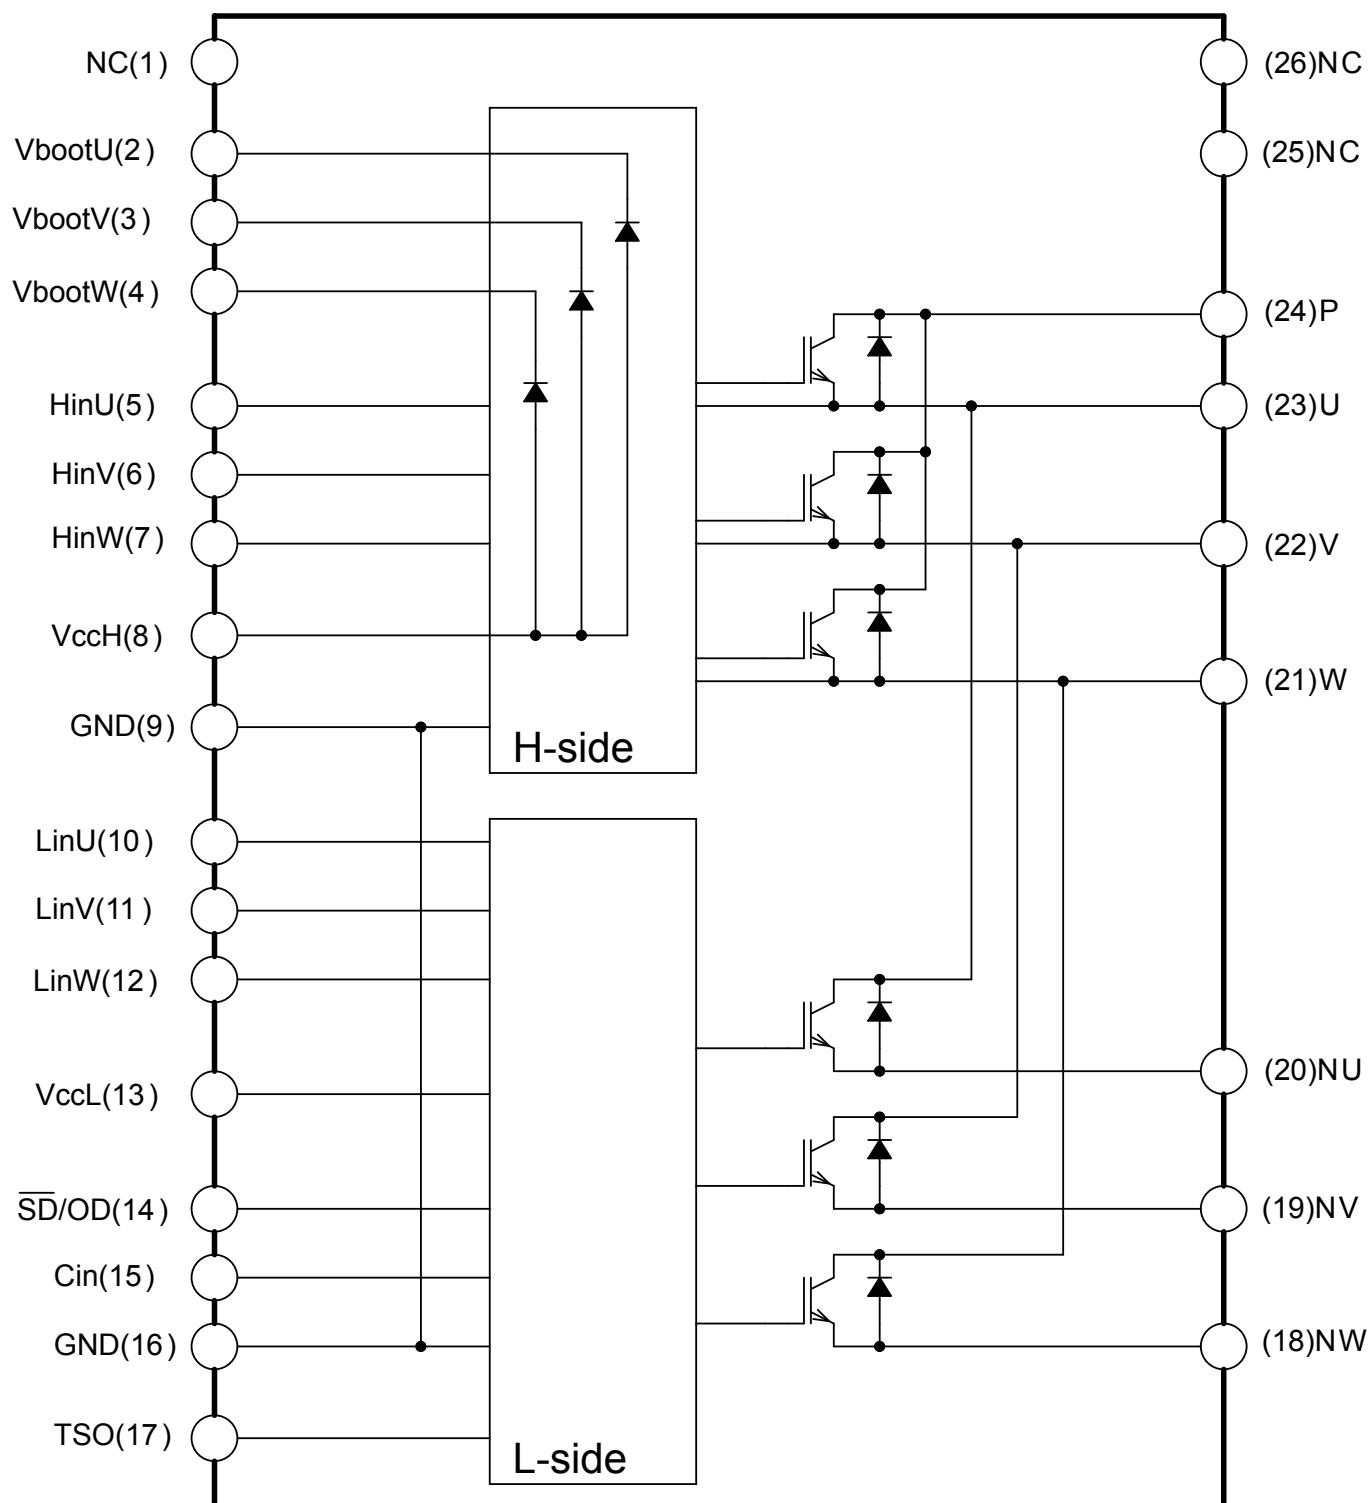 NC(1)
VbootU(2)
VbootV(3)
VbootW(4)
HinU(5)
HinV(6)
HinW(7)
VccH(8)
GND(9)
LinU(10)
LinV(11)
LinW(12)
VccL(13)
S̅D̅/OD(14)
Cin(15)
GND(16)
TSO(17)
H-side
L-side
(26)NC
(25)NC
(24)P
(23)U
(22)V
(21)W
(20)NU
(19)NV
(18)NW